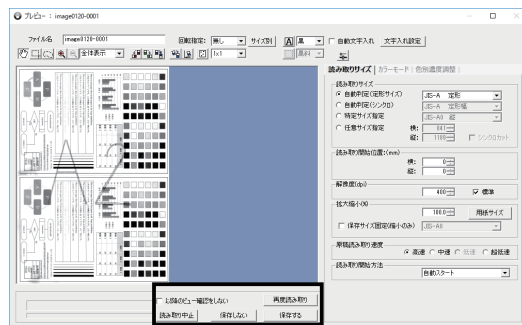 プレビュー : image0120-0001
ファイル名 image0120-0001 回転指定: 無し サイズ別 A 黒 自動文字入れ 文字入れ設定
全体表示 1x1 黒料
読み取りサイズ カラーモード 色別濃度調整
読み取りサイズ
自動判定(定形サイズ) JIS-A 定形
自動判定(シンクロ) JIS-A 定形幅
特定サイズ指定 JIS-A0 縦
任意サイズ指定 横: 841
縦: 1189 シンクロカット
読み取り開始位置:(mm)
横: 0
縦: 0
解像度(dpi)
400 標準
拡大縮小(%)
100.0 用紙サイズ
保存サイズ固定(縮小のみ) JIS-A0
原稿読み取り速度
高速 中速 低速 超低速
読み取り開始方法
自動スタート
A2
以降のビュー確認をしない 再度読み取り
読み取り中止 保存しない 保存する